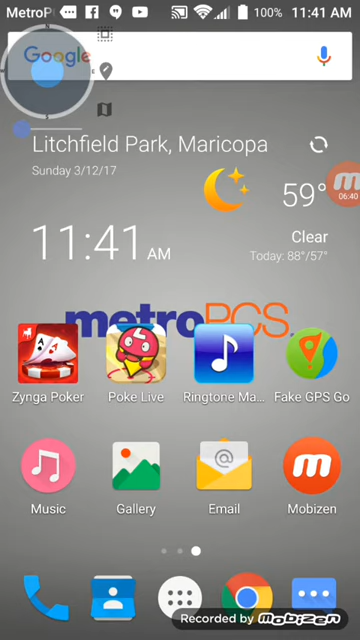 MetroP
100% 11:41 AM
Google
Litchfield Park, Maricopa
Sunday 3/12/17
59°
06:40
11:41 AM
Clear
Today: 88°/57°
metroPCS.
Zynga Poker
Poke Live
Ringtone Ma...
Fake GPS Go
Music
Gallery
Email
Mobizen
Recorded by mobizen